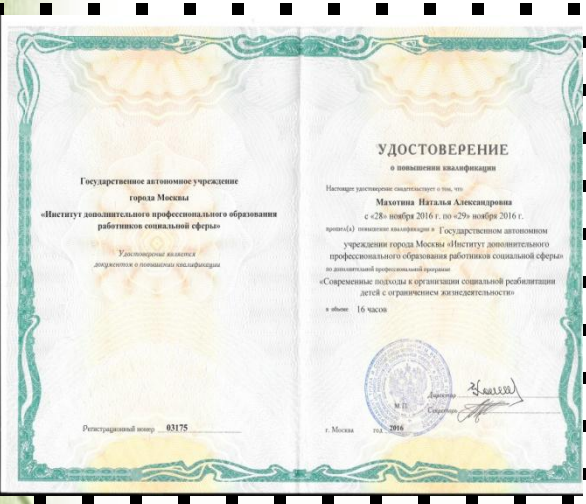 Государственное автономное учреждение
города Москвы
«Институт дополнительного профессионального образования
работников социальной сферы»
Удостоверение является
документом о повышении квалификации
Регистрационный номер 03175
УДОСТОВЕРЕНИЕ
о повышении квалификации
Настоящее удостоверение свидетельствует о том, что
Махотина Наталья Александровна
с «28» ноября 2016 г. по «29» ноября 2016 г.
прошел(а) повышение квалификации в Государственном автономном
учреждении города Москвы «Институт дополнительного
профессионального образования работников социальной сферы»
по дополнительной профессиональной программе
«Современные подходы к организации социальной реабилитации
детей с ограничением жизнедеятельности»
в объеме 16 часов
Директор
М.П.
Секретарь
г. Москва год 2016